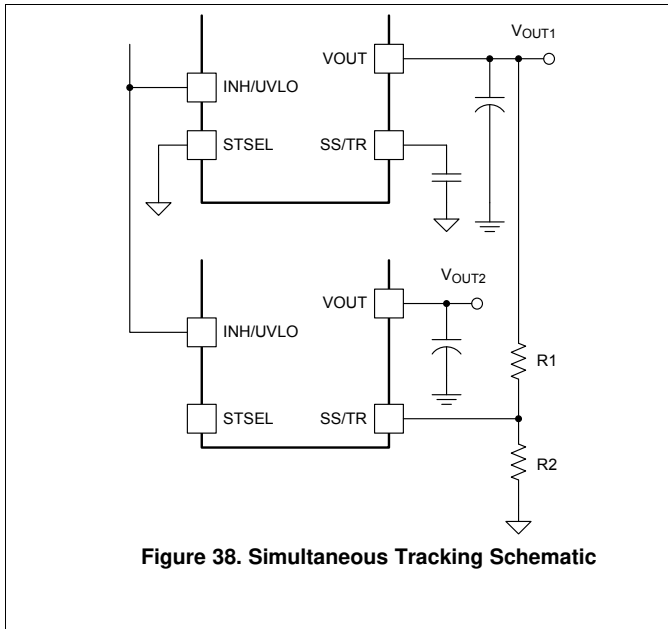 VOUT1
VOUT
INH/UVLO
STSEL
SS/TR
VOUT2
VOUT
INH/UVLO
R1
STSEL
SS/TR
R2
Figure 38. Simultaneous Tracking Schematic